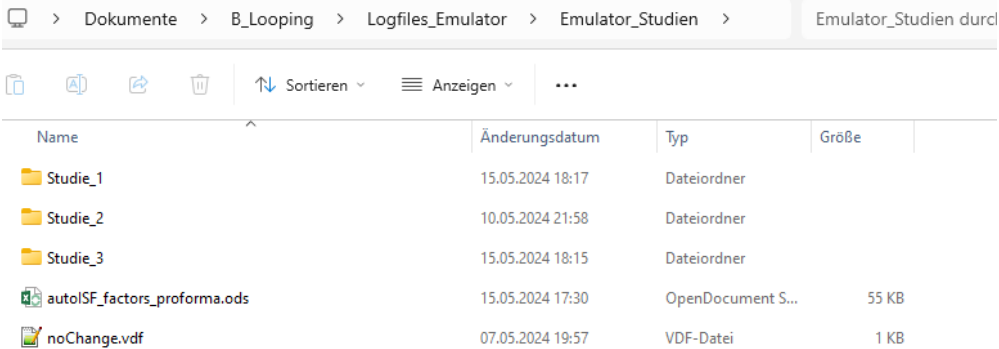 > Dokumente > B_Looping > Logfiles_Emulator > Emulator_Studien > Emulator_Studien durch
Sortieren Anzeigen ...
Name Änderungsdatum Typ Größe
Studie_1 15.05.2024 18:17 Dateiordner
Studie_2 10.05.2024 21:58 Dateiordner
Studie_3 15.05.2024 18:15 Dateiordner
autoISF_factors_proforma.ods 15.05.2024 17:30 OpenDocument S... 55 KB
noChange.vdf 07.05.2024 19:57 VDF-Datei 1 KB